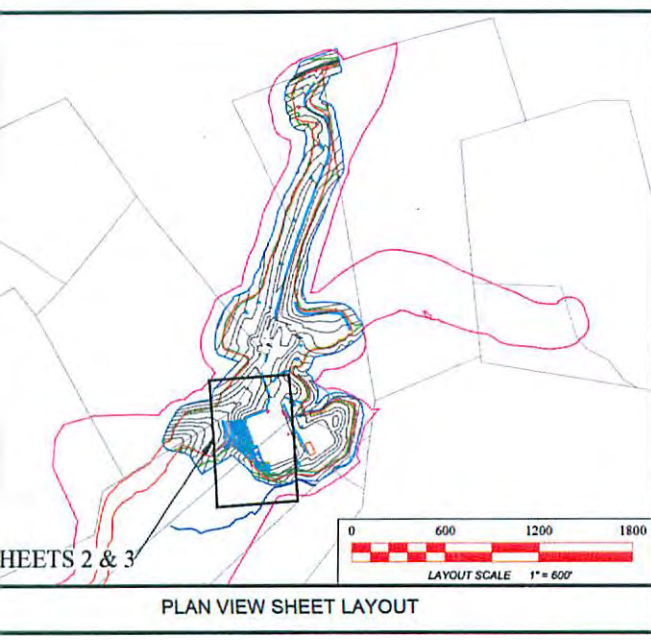 HEETS 2 & 3
0 600 1200 1800
LAYOUT SCALE 1" = 600'
PLAN VIEW SHEET LAYOUT